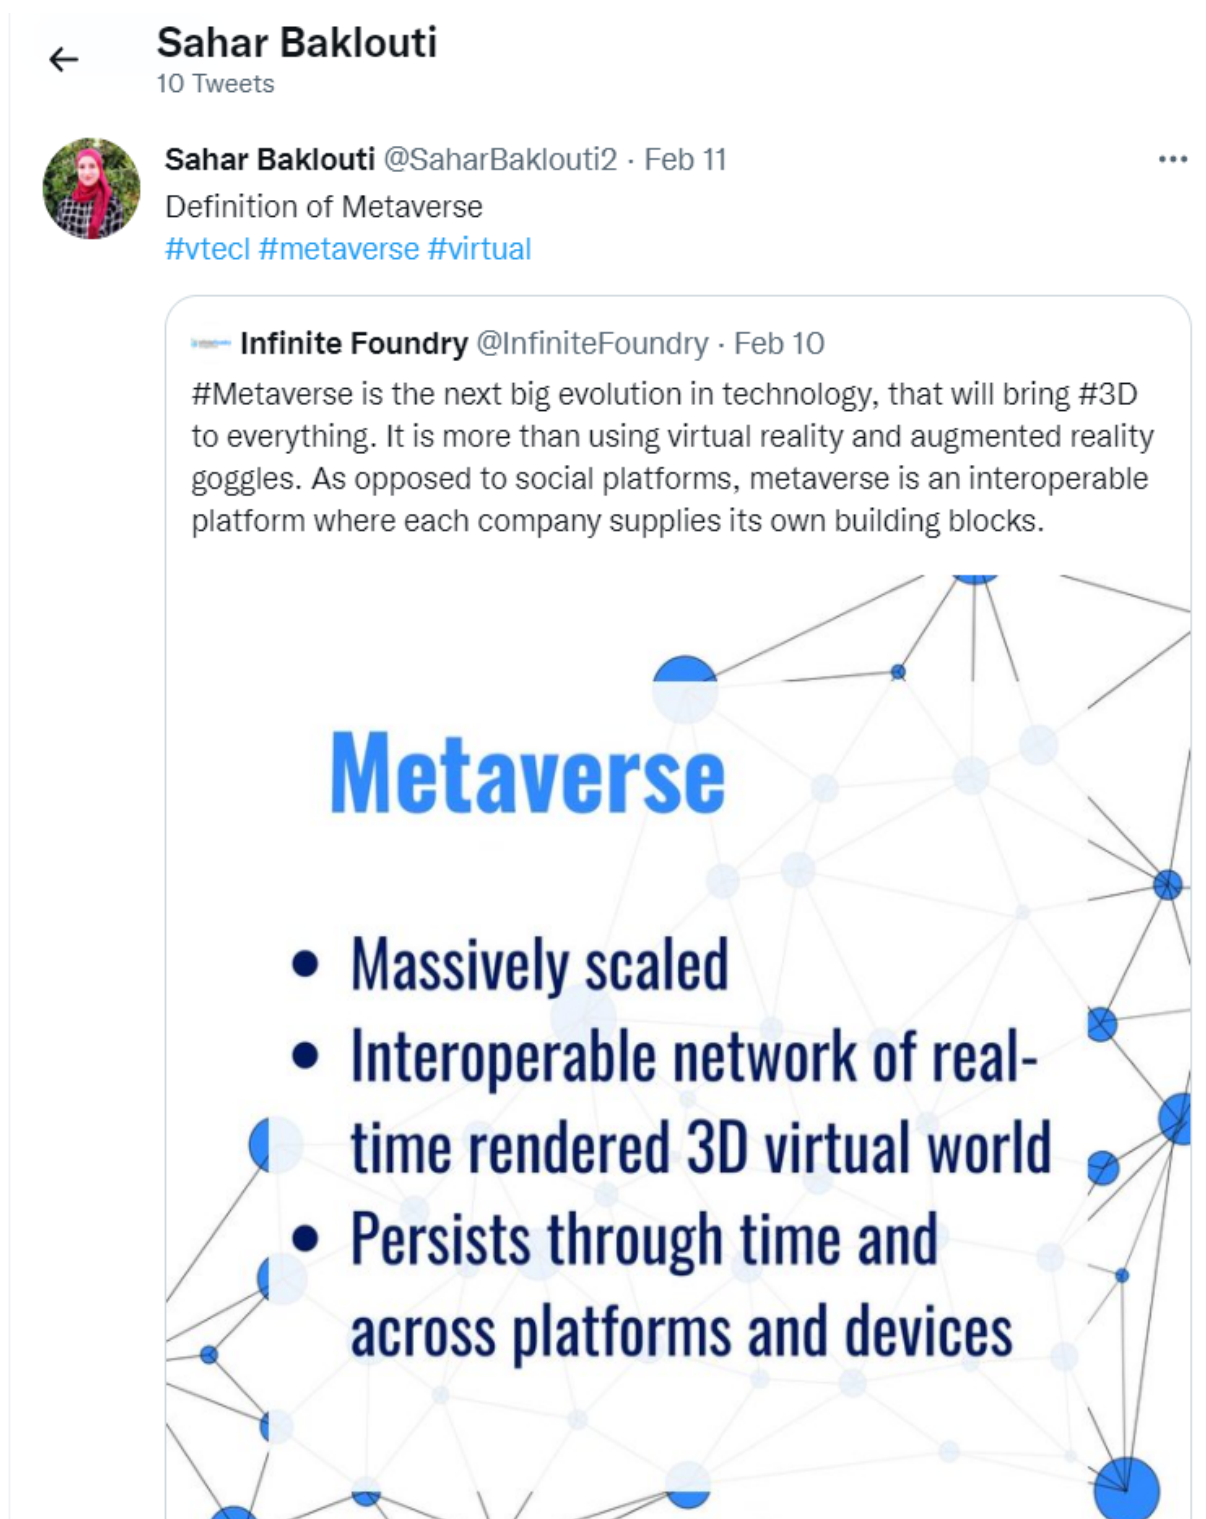 Sahar Baklouti
10 Tweets
Sahar Baklouti @SaharBaklouti2 · Feb 11
Definition of Metaverse
#vtecl #metaverse #virtual
Infinite Foundry @InfiniteFoundry · Feb 10
#Metaverse is the next big evolution in technology, that will bring #3D
to everything. It is more than using virtual reality and augmented reality
goggles. As opposed to social platforms, metaverse is an interoperable
platform where each company supplies its own building blocks.
Metaverse
• Massively scaled
• Interoperable network of real-
time rendered 3D virtual world
• Persists through time and
across platforms and devices